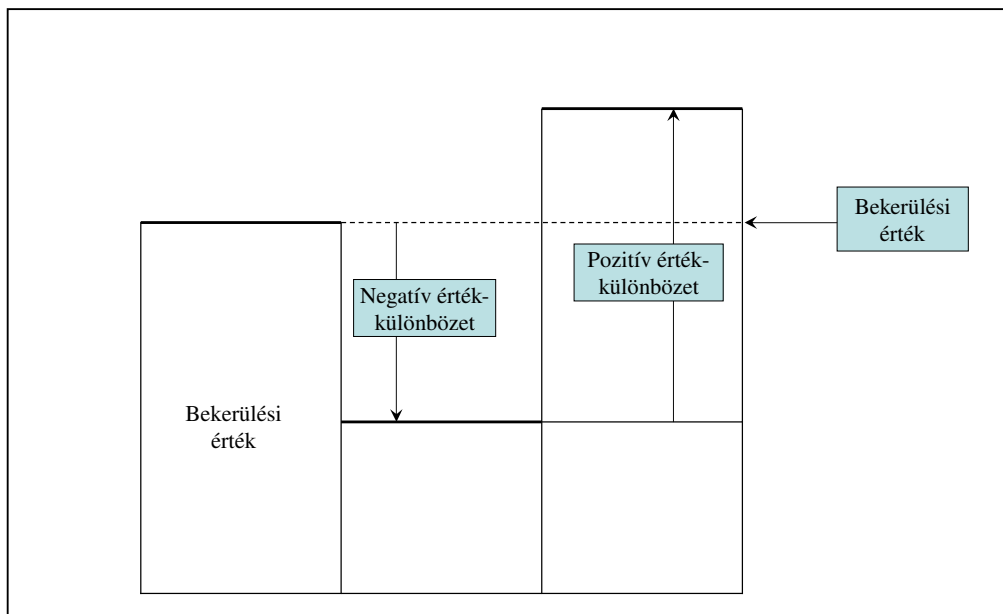 Bekerülési
érték
Negatív érték-
különbözet
Pozitív érték-
különbözet
Bekerülési
érték